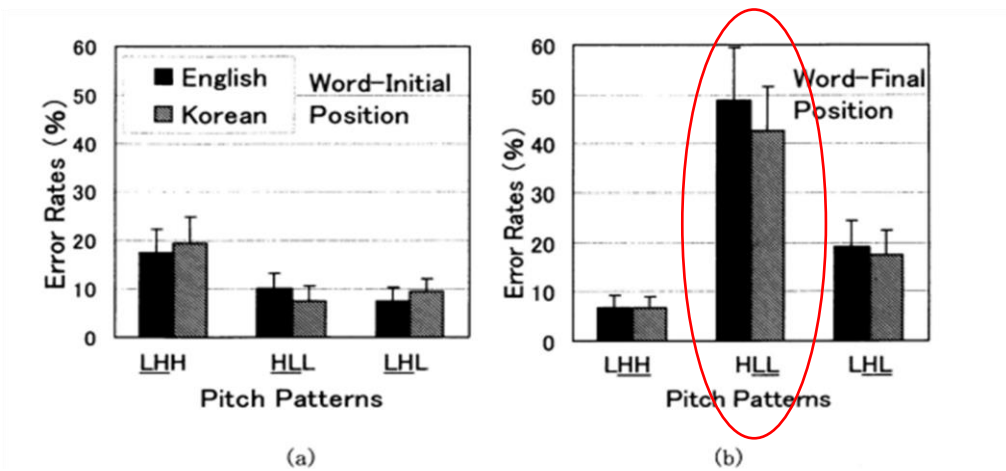 60
50
40
30
20
10
0
Error Rates (%)
English
Korean
Word-Initial
Position
LHH
HLL
LHL
Pitch Patterns
(a)
60
50
40
30
20
10
0
Error Rates (%)
Word-Final
Position
LHH
HLL
LHL
Pitch Patterns
(b)